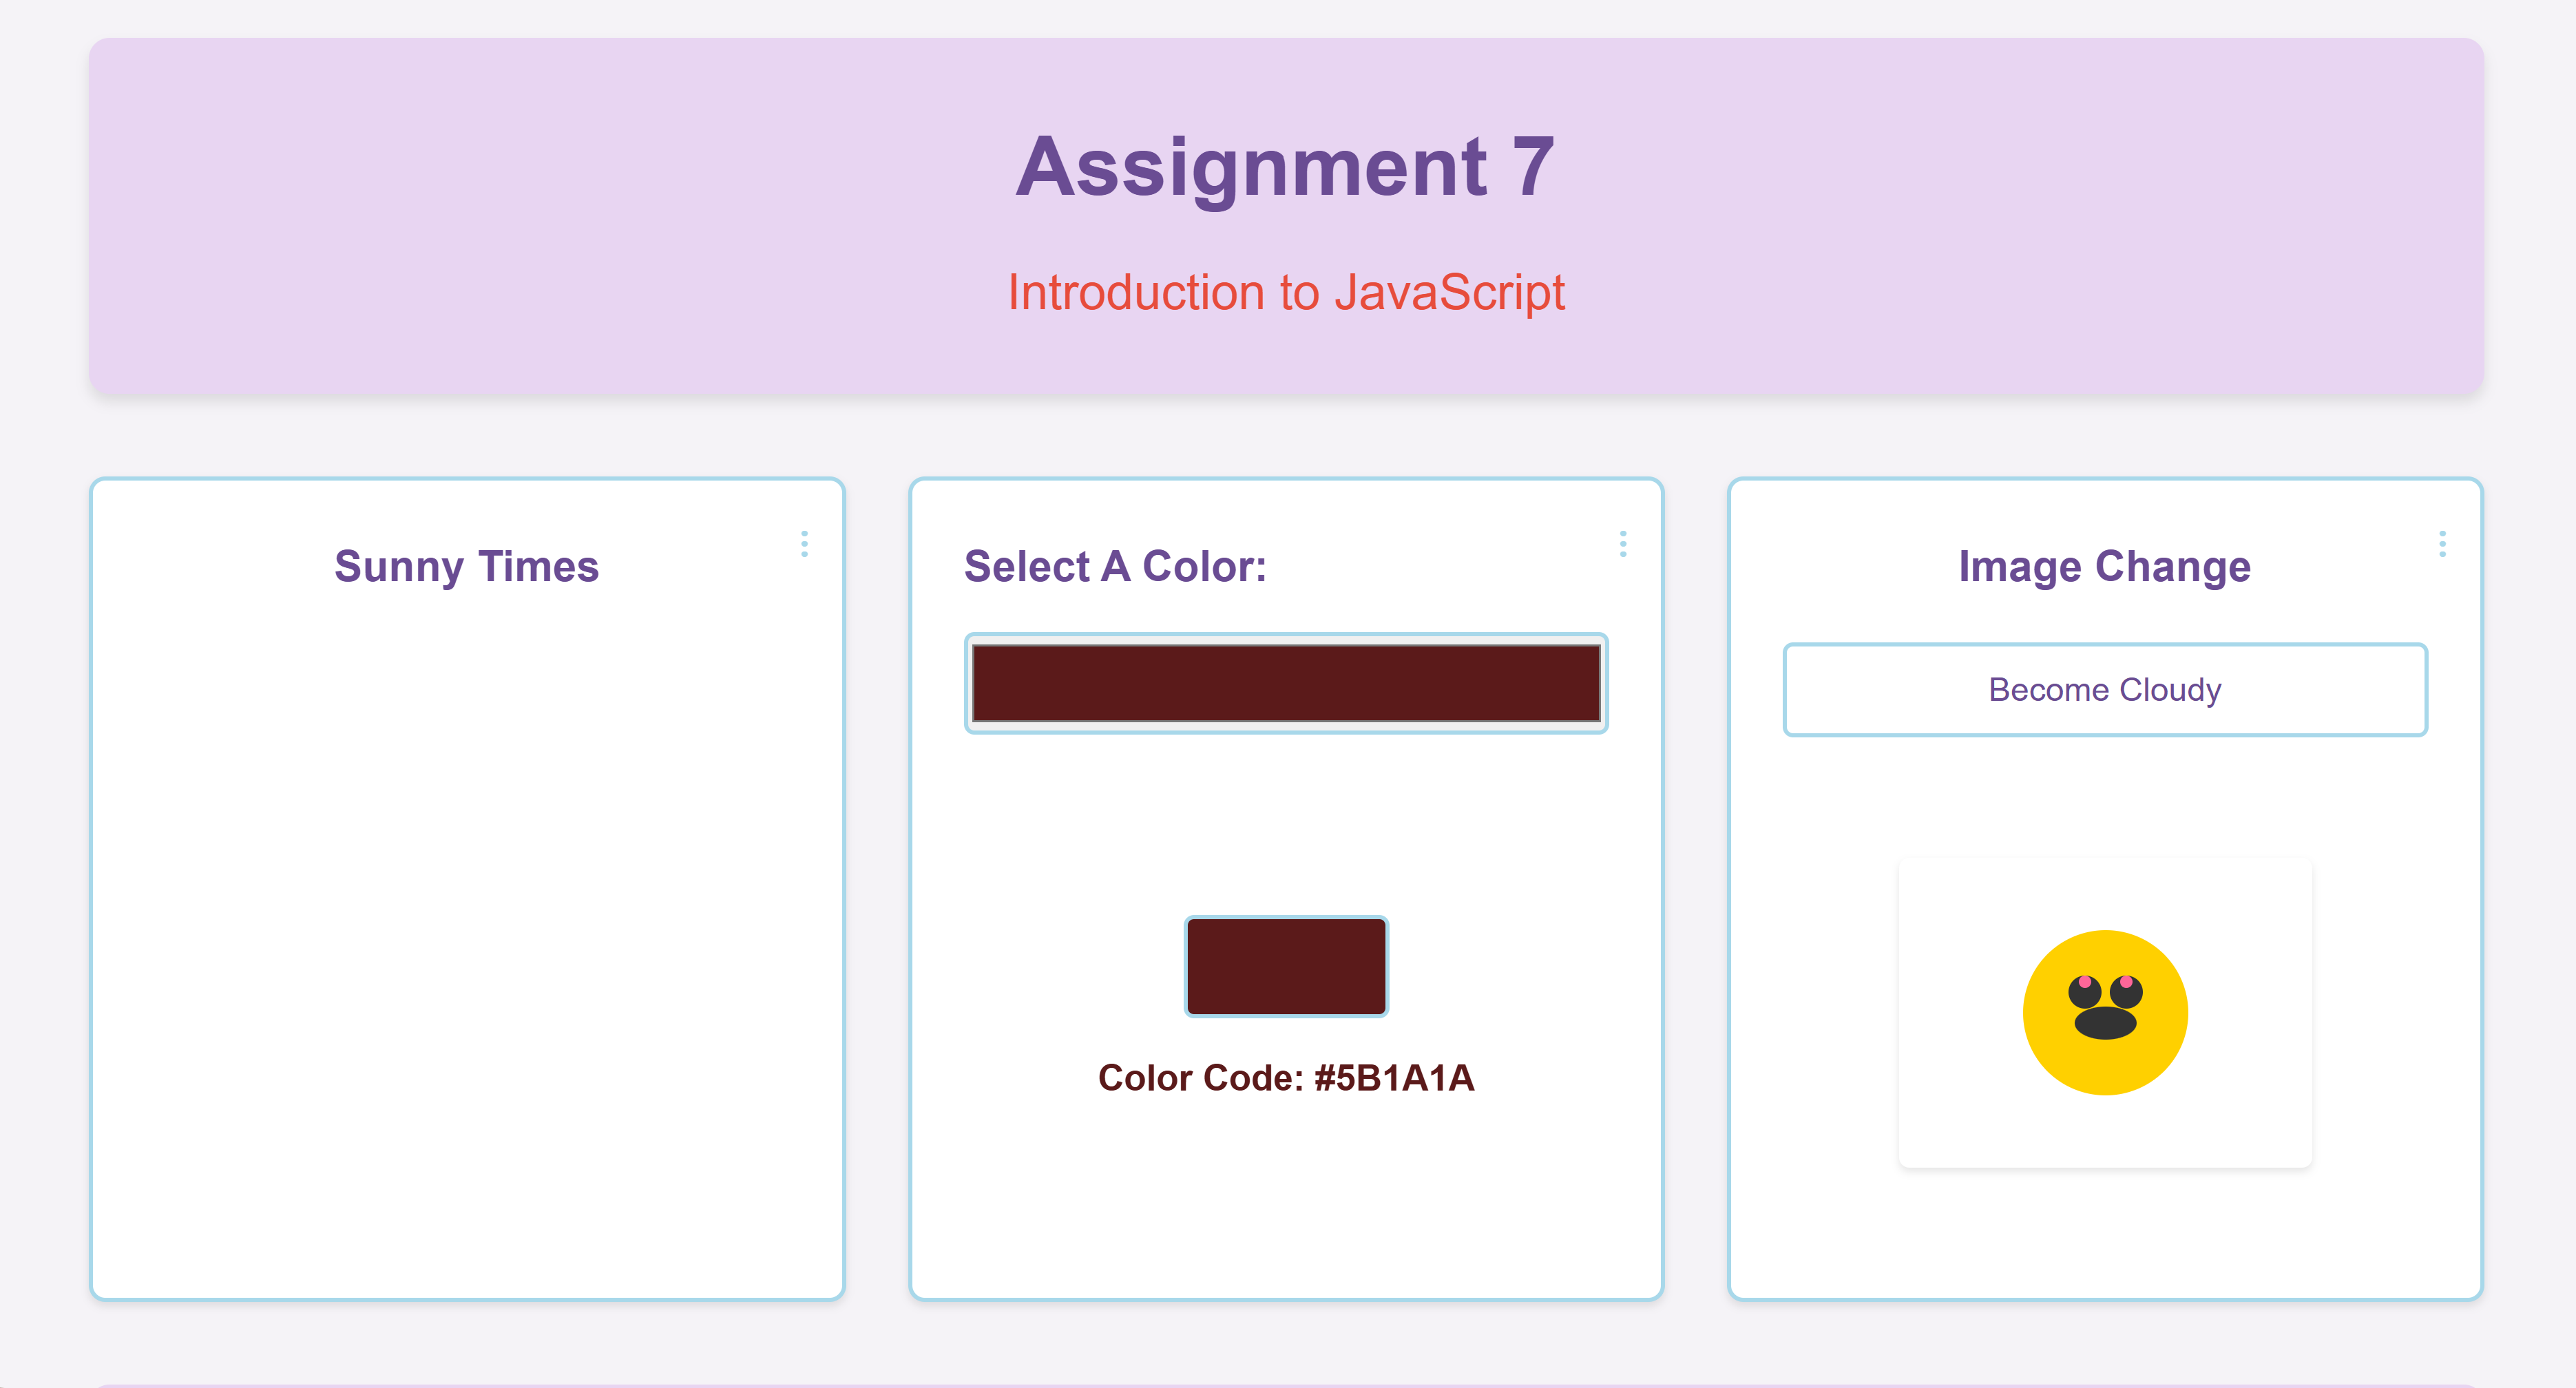 Assignment 7
Introduction to JavaScript
Sunny Times
Select A Color:
Color Code: #5B1A1A
Image Change
Become Cloudy